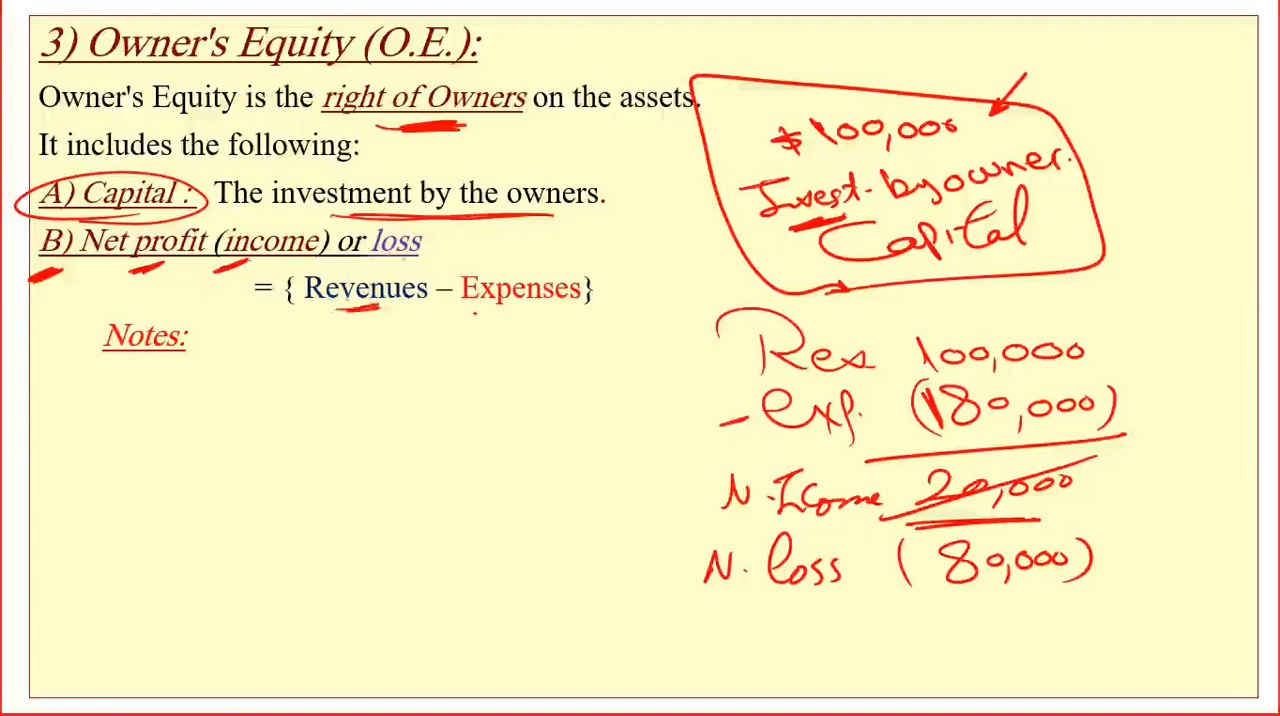 3) Owner's Equity (O.E.):
Owner's Equity is the right of Owners on the assets.
It includes the following:
A) Capital : The investment by the owners.
B) Net profit (income) or loss
= { Revenues – Expenses}
Notes:
$100,000
Invest. by owner.
Capital
Rev 100,000
- exp. (180,000)
N. Income 20,000
N. loss (80,000)